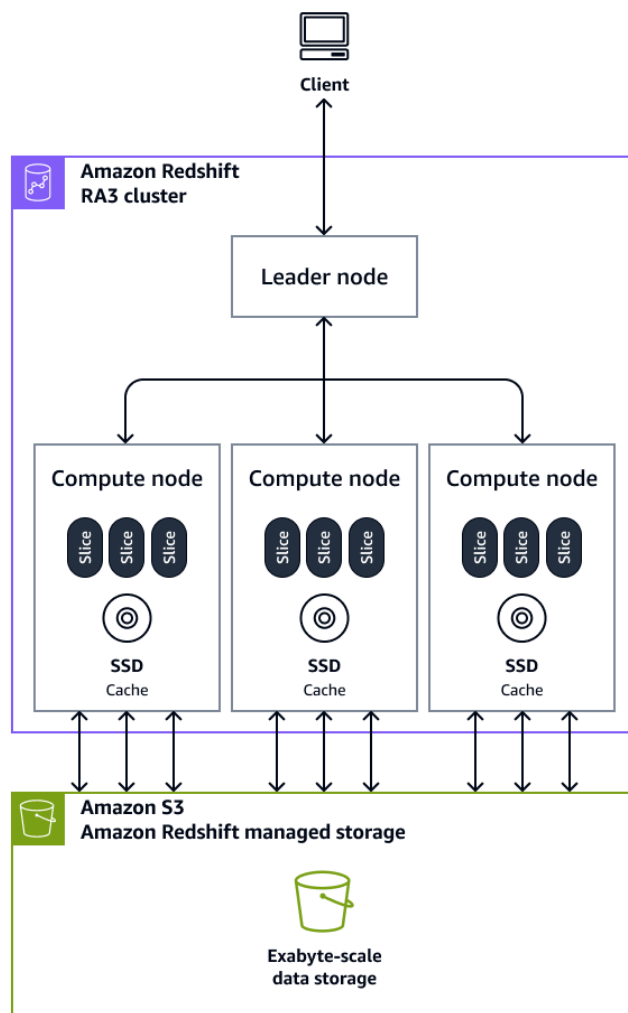 Client
Amazon Redshift
RA3 cluster
Leader node
Compute node
Slice
Slice
Slice
SSD
Cache
Compute node
Slice
Slice
Slice
SSD
Cache
Compute node
Slice
Slice
Slice
SSD
Cache
Amazon S3
Amazon Redshift managed storage
Exabyte-scale
data storage